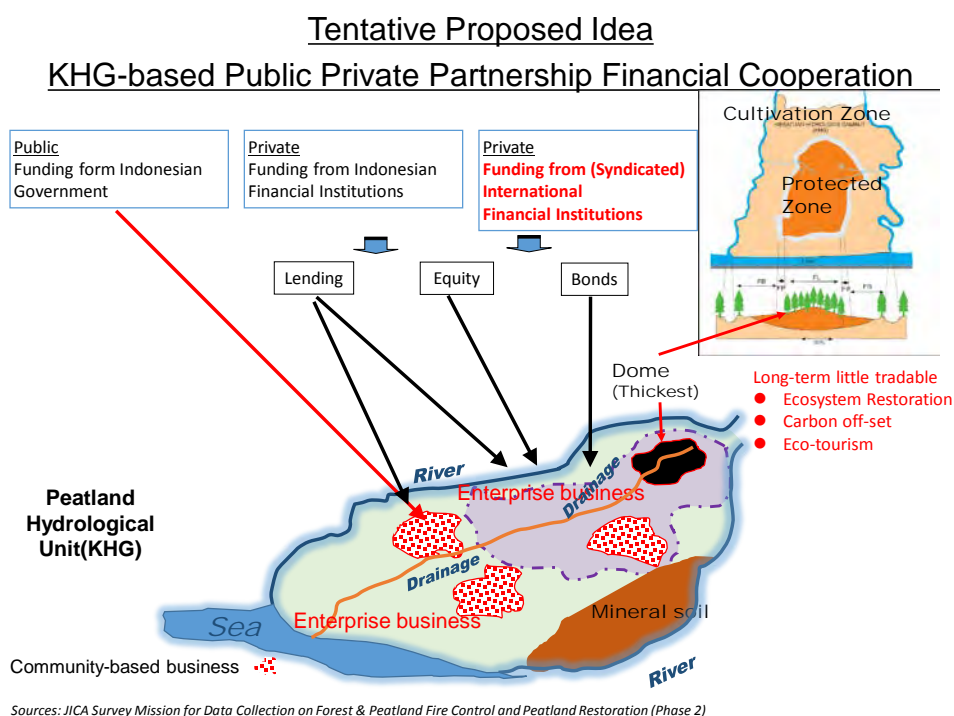 Tentative Proposed Idea
KHG-based Public Private Partnership Financial Cooperation
Public
Funding form Indonesian
Government
Private
Funding from Indonesian
Financial Institutions
Private
Funding from (Syndicated)
International
Financial Institutions
Cultivation Zone
Protected
Zone
Lending
Equity
Bonds
Dome
(Thickest)
Long-term little tradable
● Ecosystem Restoration
● Carbon off-set
● Eco-tourism
River
Enterprise business
Drainage
Peatland
Hydrological
Unit(KHG)
Drainage
Enterprise business
Mineral soil
Sea
River
Community-based business
Sources: JICA Survey Mission for Data Collection on Forest & Peatland Fire Control and Peatland Restoration (Phase 2)